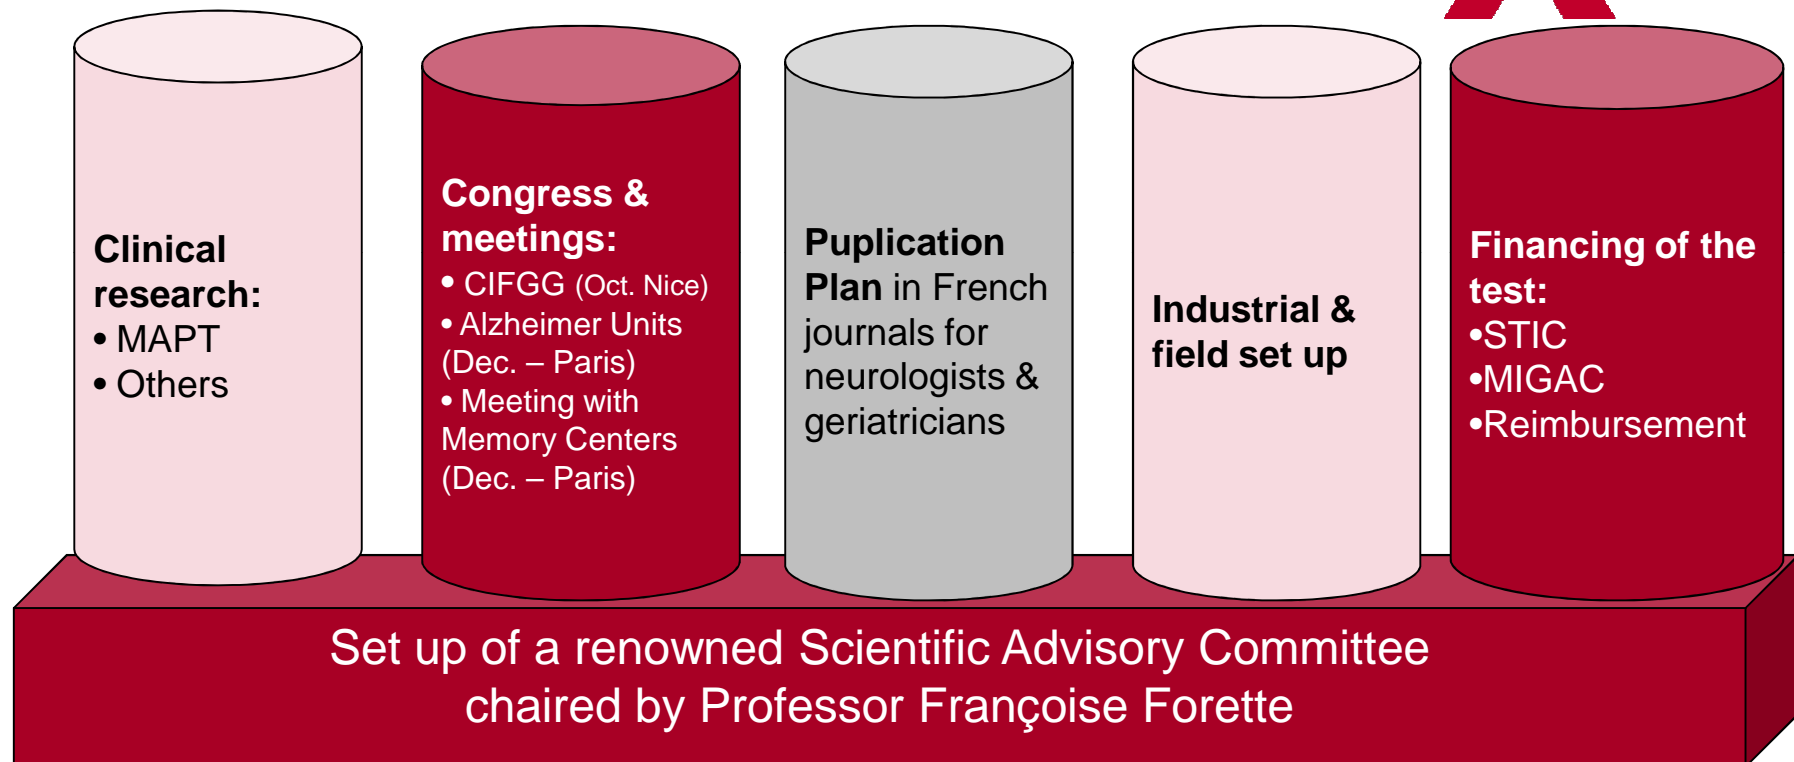 Clinical
research:
• MAPT
• Others
Congress &
meetings:
• CIFGG (Oct. Nice)
• Alzheimer Units
(Dec. – Paris)
• Meeting with
Memory Centers
(Dec. – Paris)
Puplication
Plan in French
journals for
neurologists &
geriatricians
Industrial &
field set up
Financing of the
test:
•STIC
•MIGAC
•Reimbursement
Set up of a renowned Scientific Advisory Committee
chaired by Professor Françoise Forette